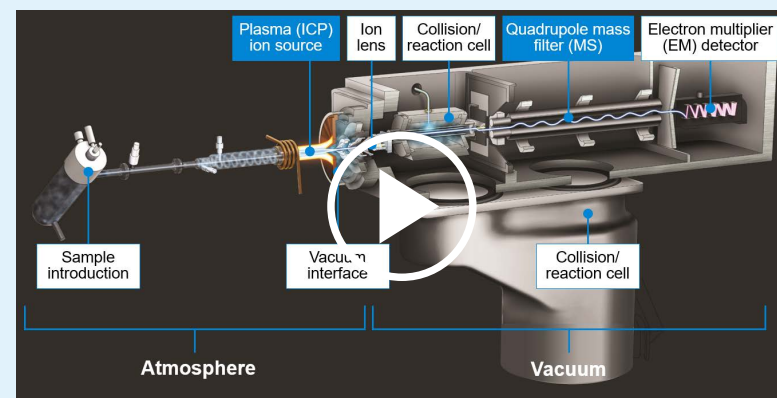 Plasma (ICP)
ion source
Ion
lens
Collision/
reaction cell
Quadrupole mass
filter (MS)
Electron multiplier
(EM) detector
Sample
introduction
Vacuum
interface
Collision/
reaction cell
Atmosphere
Vacuum